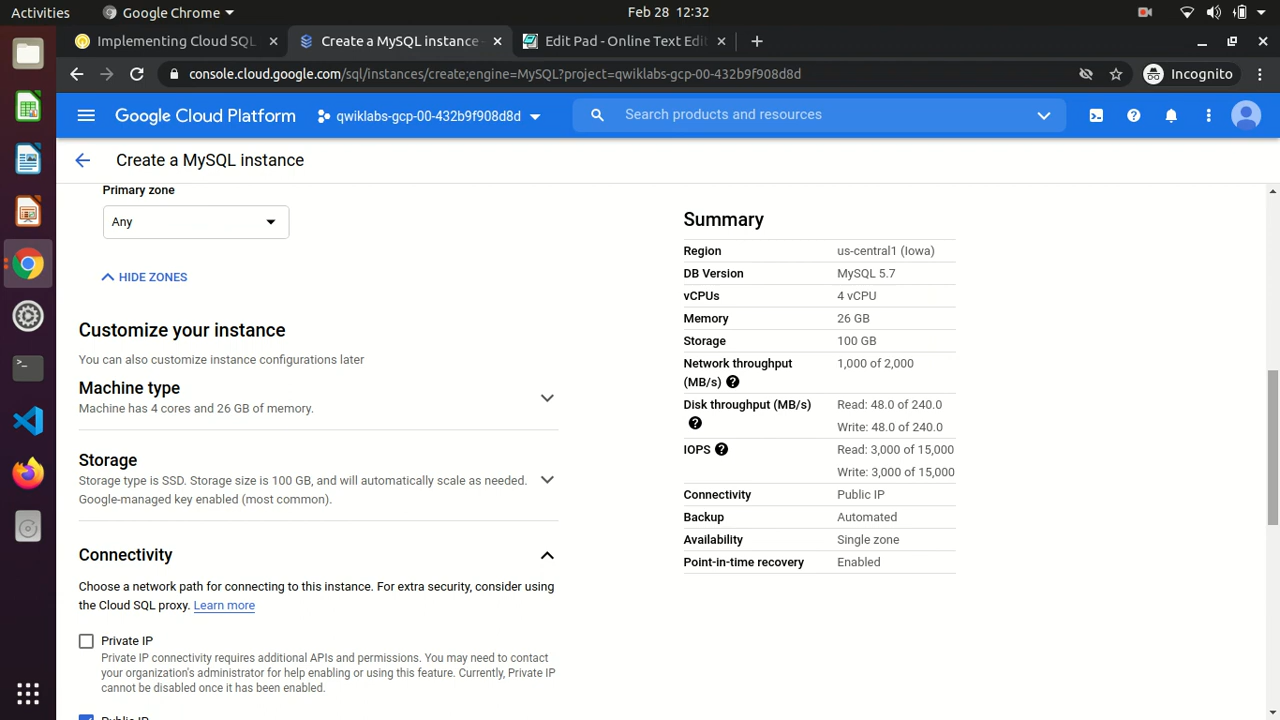 Activities
Google Chrome
Feb 28 12:32
Implementing Cloud SQL
Create a MySQL instance
Edit Pad - Online Text Edit
console.cloud.google.com/sql/instances/create;engine=MySQL?project=qwiklabs-gcp-00-432b9f908d8d
Incognito
Google Cloud Platform
qwiklabs-gcp-00-432b9f908d8d
Search products and resources
Create a MySQL instance
Primary zone
Any
HIDE ZONES
Customize your instance
You can also customize instance configurations later
Machine type
Machine has 4 cores and 26 GB of memory.
Storage
Storage type is SSD. Storage size is 100 GB, and will automatically scale as needed.
Google-managed key enabled (most common).
Connectivity
Choose a network path for connecting to this instance. For extra security, consider using
the Cloud SQL proxy. Learn more
Private IP
Private IP connectivity requires additional APIs and permissions. You may need to contact
your organization's administrator for help enabling or using this feature. Currently, Private IP
cannot be disabled once it has been enabled.
Public IP
Summary
Region us-central1 (Iowa)
DB Version MySQL 5.7
vCPUs 4 vCPU
Memory 26 GB
Storage 100 GB
Network throughput 1,000 of 2,000
(MB/s)
Disk throughput (MB/s) Read: 48.0 of 240.0
Write: 48.0 of 240.0
IOPS Read: 3,000 of 15,000
Write: 3,000 of 15,000
Connectivity Public IP
Backup Automated
Availability Single zone
Point-in-time recovery Enabled